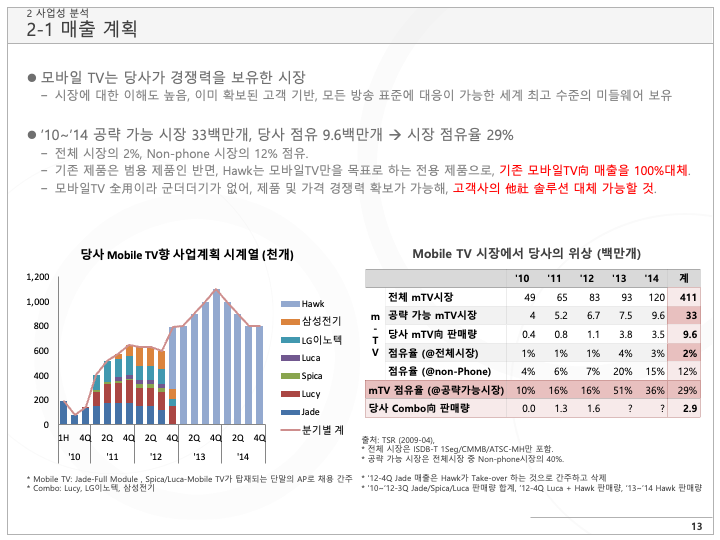 2 사업성 분석
2-1 매출 계획
● 모바일 TV는 당사가 경쟁력을 보유한 시장
– 시장에 대한 이해도 높음, 이미 확보된 고객 기반, 모든 방송 표준에 대응이 가능한 세계 최고 수준의 미들웨어 보유
● ’10~’14 공략 가능 시장 33백만개, 당사 점유 9.6백만개 → 시장 점유율 29%
– 전체 시장의 2%, Non-phone 시장의 12% 점유.
– 기존 제품은 범용 제품인 반면, Hawk는 모바일TV만을 목표로 하는 전용 제품으로, 기존 모바일TV向 매출을 100%대체.
– 모바일TV 全用이라 군더더기가 없어, 제품 및 가격 경쟁력 확보가 가능해, 고객사의 他社 솔루션 대체 가능할 것.
당사 Mobile TV향 사업계획 시계열 (천개)
1,200
1,000
800
600
400
200
0
1H 4Q 2Q 4Q 2Q 4Q 2Q 4Q 2Q 4Q
'10 '11 '12 '13 '14
Hawk
삼성전기
LG이노텍
Luca
Spica
Lucy
Jade
분기별 계
* Mobile TV: Jade-Full Module , Spica/Luca-Mobile TV가 탑재되는 단말의 AP로 채용 간주
* Combo: Lucy, LG이노텍, 삼성전기
Mobile TV 시장에서 당사의 위상 (백만개)
'10 '11 '12 '13 '14 계
m-TV
전체 mTV시장 49 65 83 93 120 411
공략 가능 mTV시장 4 5.2 6.7 7.5 9.6 33
당사 mTV向 판매량 0.4 0.8 1.1 3.8 3.5 9.6
점유율 (@전체시장) 1% 1% 1% 4% 3% 2%
점유율 (@non-Phone) 4% 6% 7% 20% 15% 12%
mTV 점유율 (@공략가능시장) 10% 16% 16% 51% 36% 29%
당사 Combo向 판매량 0.0 1.3 1.6 ? ? 2.9
출처: TSR (2009-04),
* 전체 시장은 ISDB-T 1Seg/CMMB/ATSC-MH만 포함.
* 공략 가능 시장은 전체시장 중 Non-phone시장의 40%.
* '12-4Q Jade 매출은 Hawk가 Take-over 하는 것으로 간주하고 삭제
* '10~'12-3Q Jade/Spica/Luca 판매량 합계, '12-4Q Luca + Hawk 판매량, '13~'14 Hawk 판매량
13